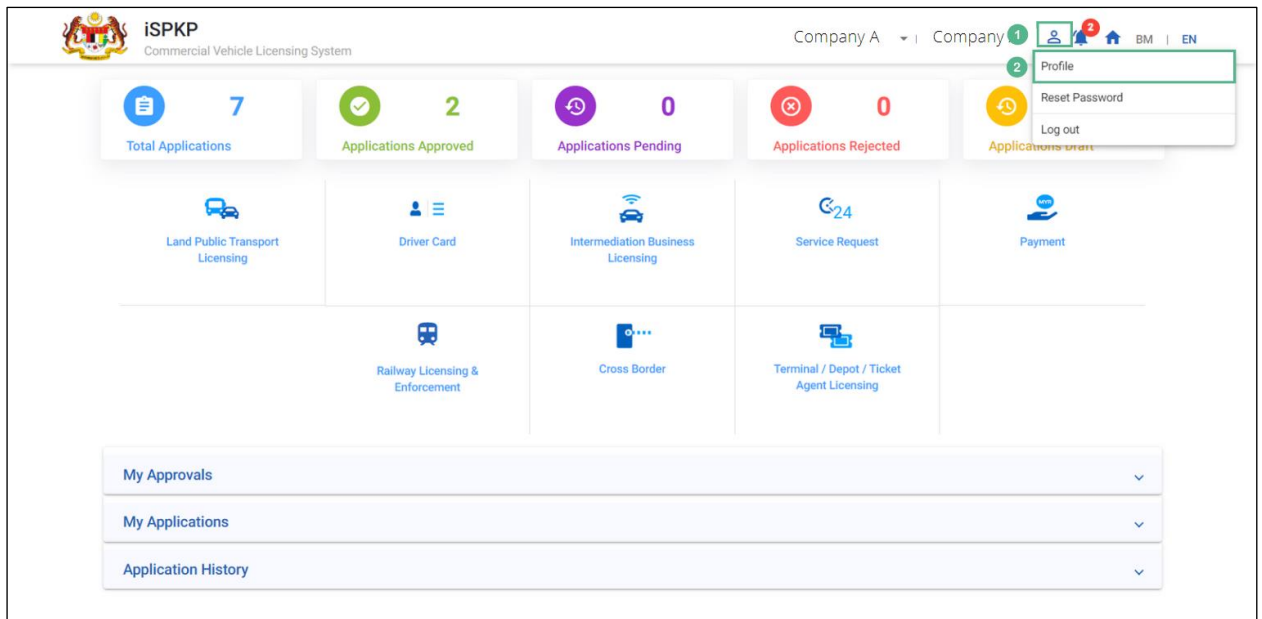 iSPKP
Commercial Vehicle Licensing System
Company A | Company 1 2 BM | EN
2 Profile
Reset Password
Log out
7
Total Applications
2
Applications Approved
0
Applications Pending
0
Applications Rejected
Applications Draft
Land Public Transport
Licensing
Driver Card
Intermediation Business
Licensing
24
Service Request
MYR
Payment
Railway Licensing &
Enforcement
Cross Border
Terminal / Depot / Ticket
Agent Licensing
My Approvals
My Applications
Application History